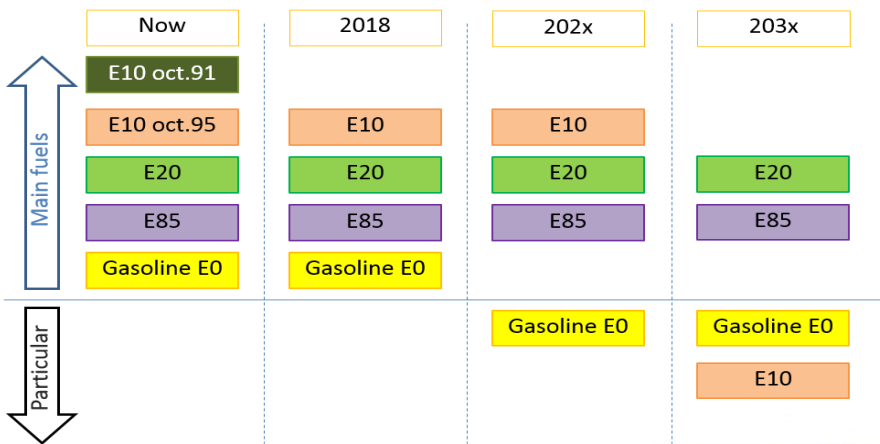 Now
2018
202x
203x
Main fuels
E10 oct.91
E10 oct.95
E10
E10
E20
E20
E20
E20
E85
E85
E85
E85
Gasoline E0
Gasoline E0
Particular
Gasoline E0
Gasoline E0
E10